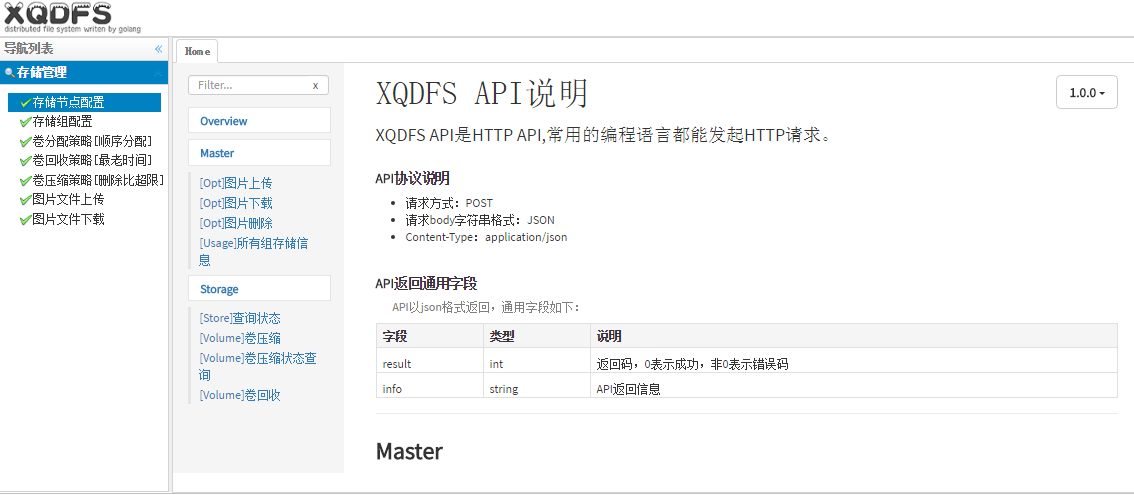 XQDFS
distributed file system writen by golang
导航列表
存储管理
存储节点配置
存储组配置
卷分配策略[顺序分配]
卷回收策略[最老时间]
卷压缩策略[删除比超限]
图片文件上传
图片文件下载
Home
Filter... x
Overview
Master
[Opt]图片上传
[Opt]图片下载
[Opt]图片删除
[Usage]所有组存储信
息
Storage
[Store]查询状态
[Volume]卷压缩
[Volume]卷压缩状态查
询
[Volume]卷回收
XQDFS API说明
1.0.0
XQDFS API是HTTP API,常用的编程语言都能发起HTTP请求。
API协议说明
请求方式：POST
请求body字符串格式：JSON
Content-Type：application/json
API返回通用字段
API以json格式返回，通用字段如下：
字段 类型 说明
result int 返回码，0表示成功，非0表示错误码
info string API返回信息
Master